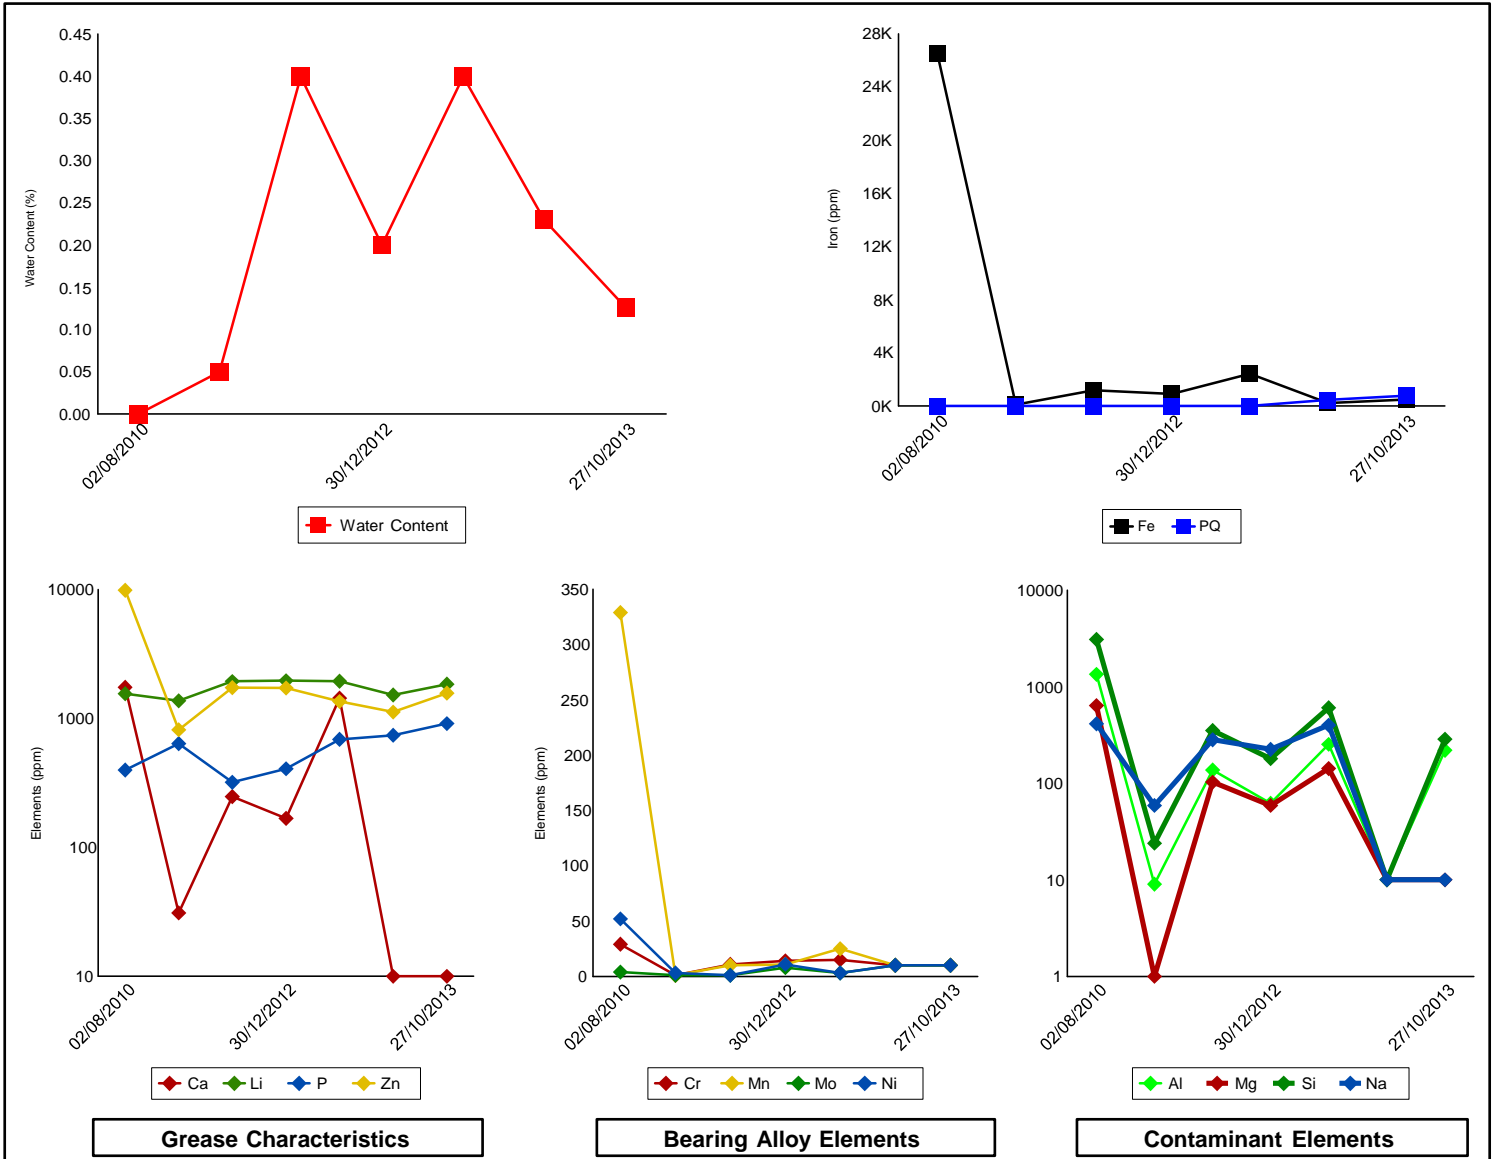 0.45
0.40
0.35
0.30
0.25
0.20
0.15
0.10
0.05
0.00
Water Content (%)
02/08/2010
30/12/2012
27/10/2013
Water Content
28K
24K
20K
16K
12K
8K
4K
0K
Iron (ppm)
02/08/2010
30/12/2012
27/10/2013
Fe PQ
10000
1000
100
10
Elements (ppm)
02/08/2010
30/12/2012
27/10/2013
Ca Li P Zn
Grease Characteristics
350
300
250
200
150
100
50
0
Elements (ppm)
02/08/2010
30/12/2012
27/10/2013
Cr Mn Mo Ni
Bearing Alloy Elements
10000
1000
100
10
1
02/08/2010
30/12/2012
27/10/2013
Al Mg Si Na
Contaminant Elements